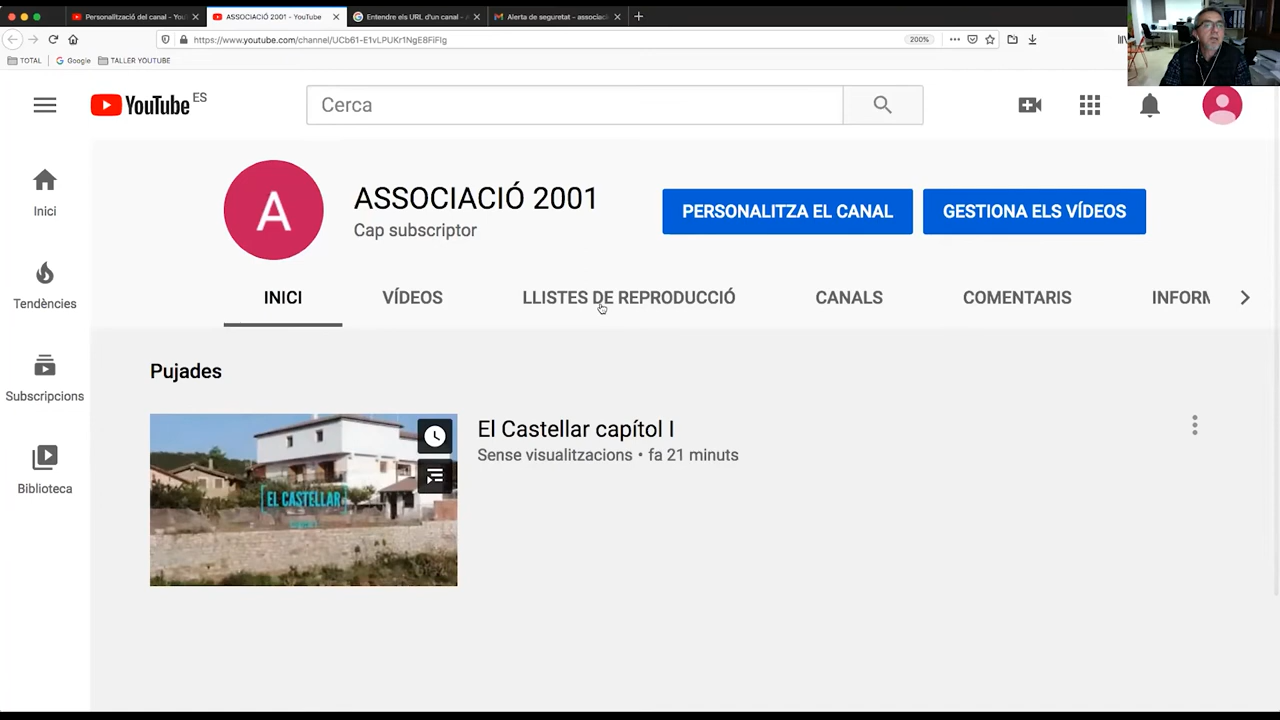 Personalització del canal - You
ASSOCIACIÓ 2001 - YouTube
Entendre els URL d'un canal - A
Alerta de seguretat - associac
https://www.youtube.com/channel/UCb61-E1vLPUKr1NgE8FiFIg
200%
TOTAL
Google
TALLER YOUTUBE
YouTube ES
Cerca
Inici
Tendències
Subscripcions
Biblioteca
A
ASSOCIACIÓ 2001
Cap subscriptor
PERSONALITZA EL CANAL
GESTIONA ELS VÍDEOS
INICI
VÍDEOS
LLISTES DE REPRODUCCIÓ
CANALS
COMENTARIS
INFORM
Pujades
EL CASTELLAR
El Castellar capítol I
Sense visualitzacions • fa 21 minuts